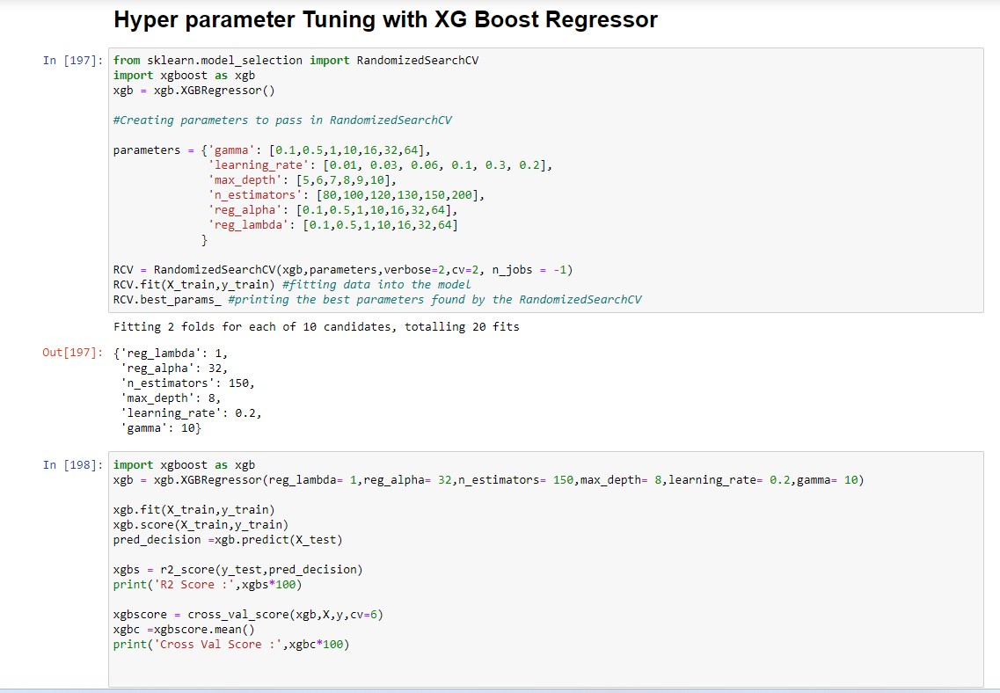 Hyper parameter Tuning with XG Boost Regressor
In [197]: from sklearn.model_selection import RandomizedSearchCV
import xgboost as xgb
xgb = xgb.XGBRegressor()
#Creating parameters to pass in RandomizedSearchCV
parameters = {'gamma': [0.1,0.5,1,10,16,32,64],
'learning_rate': [0.01, 0.03, 0.06, 0.1, 0.3, 0.2],
'max_depth': [5,6,7,8,9,10],
'n_estimators': [80,100,120,130,150,200],
'reg_alpha': [0.1,0.5,1,10,16,32,64],
'reg_lambda': [0.1,0.5,1,10,16,32,64]
}
RCV = RandomizedSearchCV(xgb,parameters,verbose=2,cv=2, n_jobs = -1)
RCV.fit(X_train,y_train) #fitting data into the model
RCV.best_params_ #printing the best parameters found by the RandomizedSearchCV
Fitting 2 folds for each of 10 candidates, totalling 20 fits
Out[197]: {'reg_lambda': 1,
'reg_alpha': 32,
'n_estimators': 150,
'max_depth': 8,
'learning_rate': 0.2,
'gamma': 10}
In [198]: import xgboost as xgb
xgb = xgb.XGBRegressor(reg_lambda= 1,reg_alpha= 32,n_estimators= 150,max_depth= 8,learning_rate= 0.2,gamma= 10)
xgb.fit(X_train,y_train)
xgb.score(X_train,y_train)
pred_decision =xgb.predict(X_test)
xgbs = r2_score(y_test,pred_decision)
print('R2 Score :',xgbs*100)
xgbscore = cross_val_score(xgb,X,y,cv=6)
xgbc =xgbscore.mean()
print('Cross Val Score :',xgbc*100)